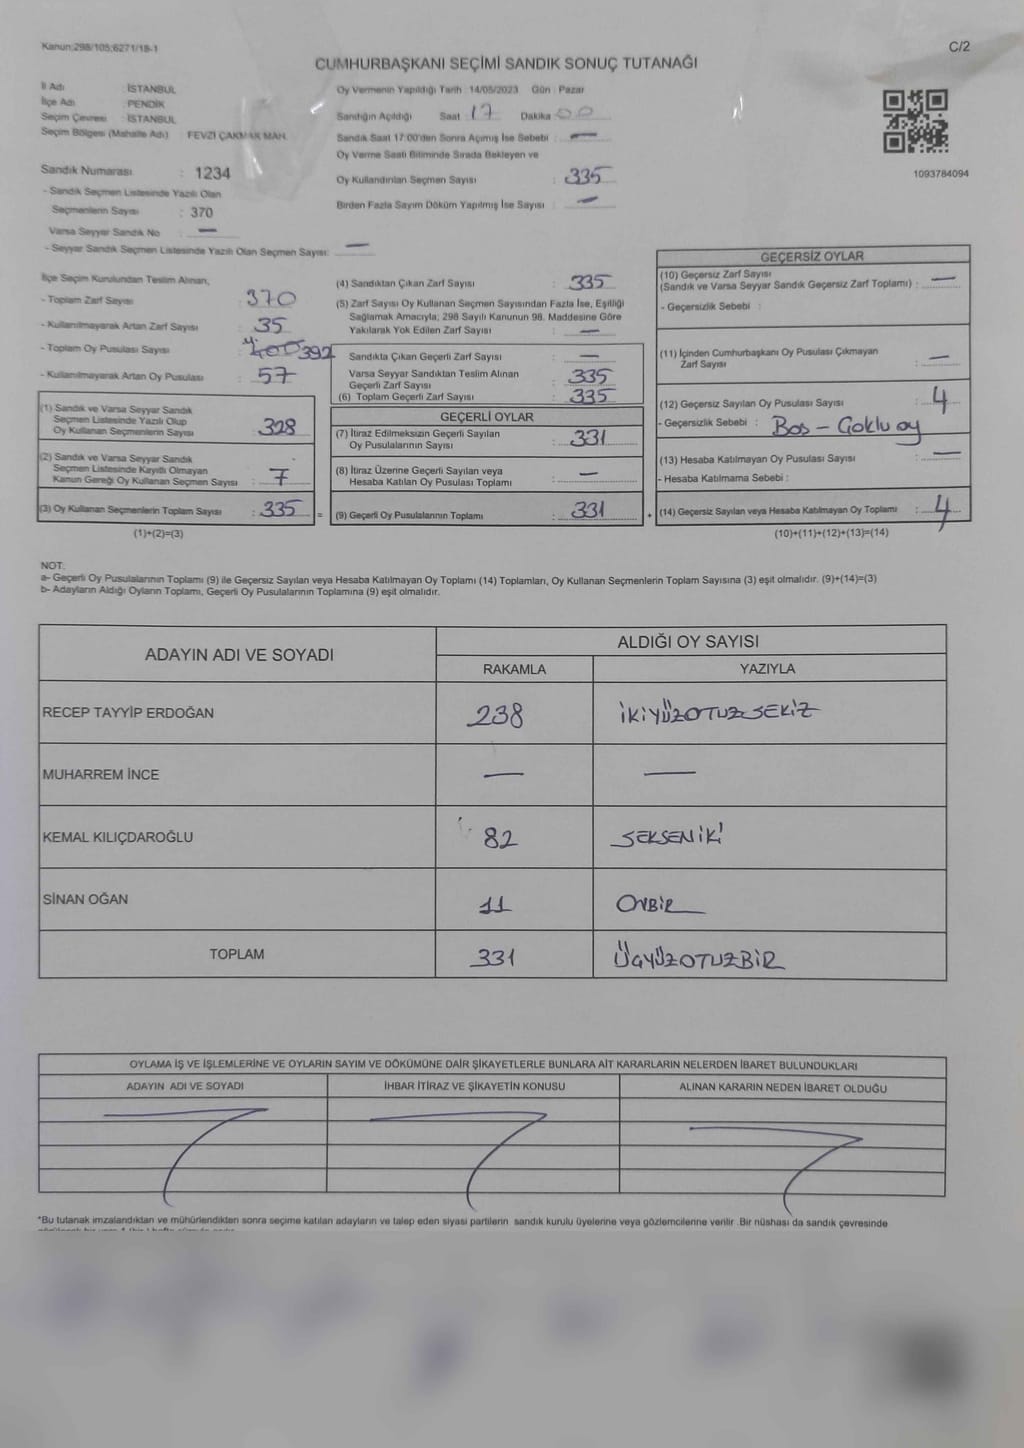 Kanun;298/105;6271/18-1
C/2
CUMHURBAŞKANI SEÇİMİ SANDIK SONUÇ TUTANAĞI
İl Adı : İSTANBUL
İlçe Adı : PENDİK
Seçim Çevresi : İSTANBUL
Seçim Bölgesi (Mahalle Adı) : FEVZİ ÇAKMAK MAH.
Oy Vermenin Yapıldığı Tarih : 14/05/2023 Gün : Pazar
Sandığın Açıldığı Saat : 17 Dakika : 00
Sandık Saat 17:00'den Sonra Açımış İse Sebebi : —
Oy Verme Saati Bitiminde Sırada Bekleyen ve
Oy Kullandırılan Seçmen Sayısı : 335
Birden Fazla Sayım Döküm Yapılmış İse Sayısı : —
1093784094
Sandık Numarası : 1234
- Sandık Seçmen Listesinde Yazılı Olan
Seçmenlerin Sayısı : 370
Varsa Seyyar Sandık No : —
- Seyyar Sandık Seçmen Listesinde Yazılı Olan Seçmen Sayısı: —
İlçe Seçim Kurulundan Teslim Alınan,
- Toplam Zarf Sayısı : 370
- Kullanılmayarak Artan Zarf Sayısı : 35
- Toplam Oy Pusulası Sayısı : 392
- Kullanılmayarak Artan Oy Pusulası : 57
(1) Sandık ve Varsa Seyyar Sandık
Seçmen Listesinde Yazılı Olup
Oy Kullanan Seçmenlerin Sayısı : 328
(2) Sandık ve Varsa Seyyar Sandık
Seçmen Listesinde Kayıtlı Olmayan
Kanun Gereği Oy Kullanan Seçmen Sayısı : 7
(3) Oy Kullanan Seçmenlerin Toplam Sayısı : 335 =
(1)+(2)=(3)
(4) Sandıktan Çıkan Zarf Sayısı : 335
(5) Zarf Sayısı Oy Kullanan Seçmen Sayısından Fazla İse, Eşitliği
Sağlamak Amacıyla; 298 Sayılı Kanunun 98. Maddesine Göre
Yakılarak Yok Edilen Zarf Sayısı : —
Sandıkta Çıkan Geçerli Zarf Sayısı : —
Varsa Seyyar Sandıktan Teslim Alınan
Geçerli Zarf Sayısı : 335
(6) Toplam Geçerli Zarf Sayısı : 335
GEÇERLİ OYLAR
(7) İtiraz Edilmeksizin Geçerli Sayılan
Oy Pusulasının Sayısı : 331
(8) İtiraz Üzerine Geçerli Sayılan veya
Hesaba Katılan Oy Pusulası Toplamı : —
(9) Geçerli Oy Pusulalarının Toplamı : 331 +
GEÇERSİZ OYLAR
(10) Geçersiz Zarf Sayısı
(Sandık ve Varsa Seyyar Sandık Geçersiz Zarf Toplamı) : —
- Geçersizlik Sebebi :
(11) İçinden Cumhurbaşkanı Oy Pusulası Çıkmayan
Zarf Sayısı : —
(12) Geçersiz Sayılan Oy Pusulası Sayısı : 4
- Geçersizlik Sebebi : Bos - Coklu oy
(13) Hesaba Katılmayan Oy Pusulası Sayısı : —
- Hesaba Katılmama Sebebi :
(14) Geçersiz Sayılan veya Hesaba Katılmayan Oy Toplamı : 4
(10)+(11)+(12)+(13)=(14)
NOT:
a- Geçerli Oy Pusulalarının Toplamı (9) ile Geçersiz Sayılan veya Hesaba Katılmayan Oy Toplamı (14) Toplamları, Oy Kullanan Seçmenlerin Toplam Sayısına (3) eşit olmalıdır. (9)+(14)=(3)
b- Adayların Aldığı Oyların Toplamı, Geçerli Oy Pusulalarının Toplamına (9) eşit olmalıdır.
ADAYIN ADI VE SOYADI
ALDIĞI OY SAYISI
RAKAMLA YAZIYLA
RECEP TAYYİP ERDOĞAN 238 İKİYÜZOTUZSEKİZ
MUHARREM İNCE — —
KEMAL KILIÇDAROĞLU 82 SEKSENİKİ
SİNAN OĞAN 11 ONBİR
TOPLAM 331 ÜÇYÜZOTUZBİR
OYLAMA İŞ VE İŞLEMLERİNE VE OYLARIN SAYIM VE DÖKÜMÜNE DAİR ŞİKAYETLERLE BUNLARA AİT KARARLARIN NELERDEN İBARET BULUNDUKLARI
ADAYIN ADI VE SOYADI İHBAR İTİRAZ VE ŞİKAYETİN KONUSU ALINAN KARARIN NEDEN İBARET OLDUĞU
*Bu tutanak imzalandıktan ve mühürlendikten sonra seçime katılan adayların ve talep eden siyasi partilerin sandık kurulu üyelerine veya gözlemcilerine verilir .Bir nüshası da sandık çevresinde